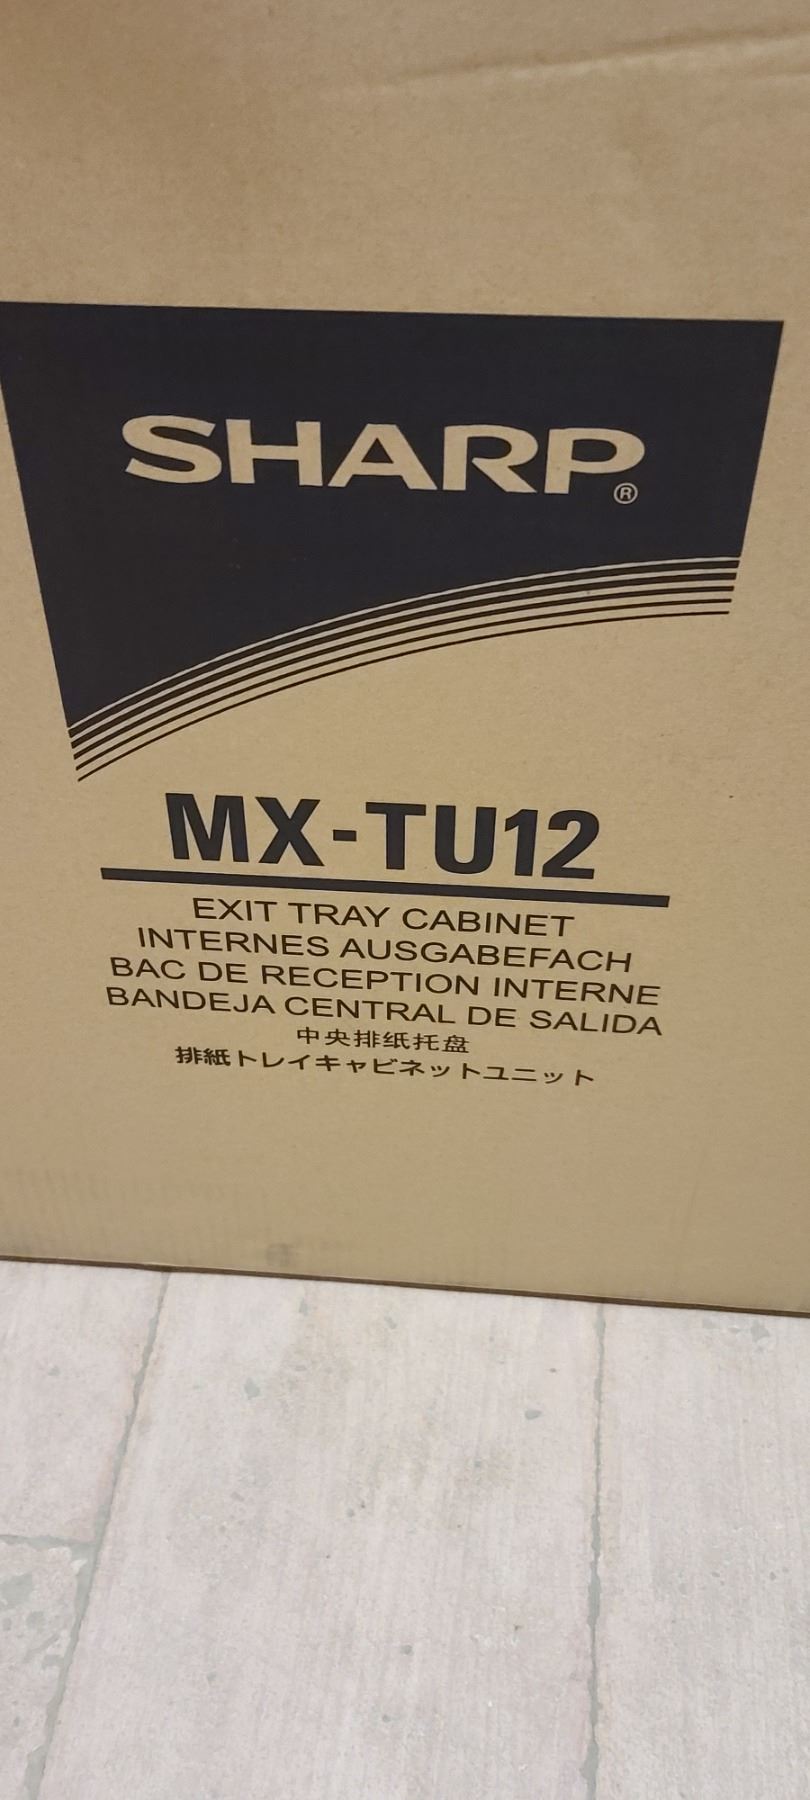 SHARP®
MX-TU12
EXIT TRAY CABINET
INTERNES AUSGABEFACH
BAC DE RECEPTION INTERNE
BANDEJA CENTRAL DE SALIDA
中央排纸托盘
排紙トレイキャビネットユニット